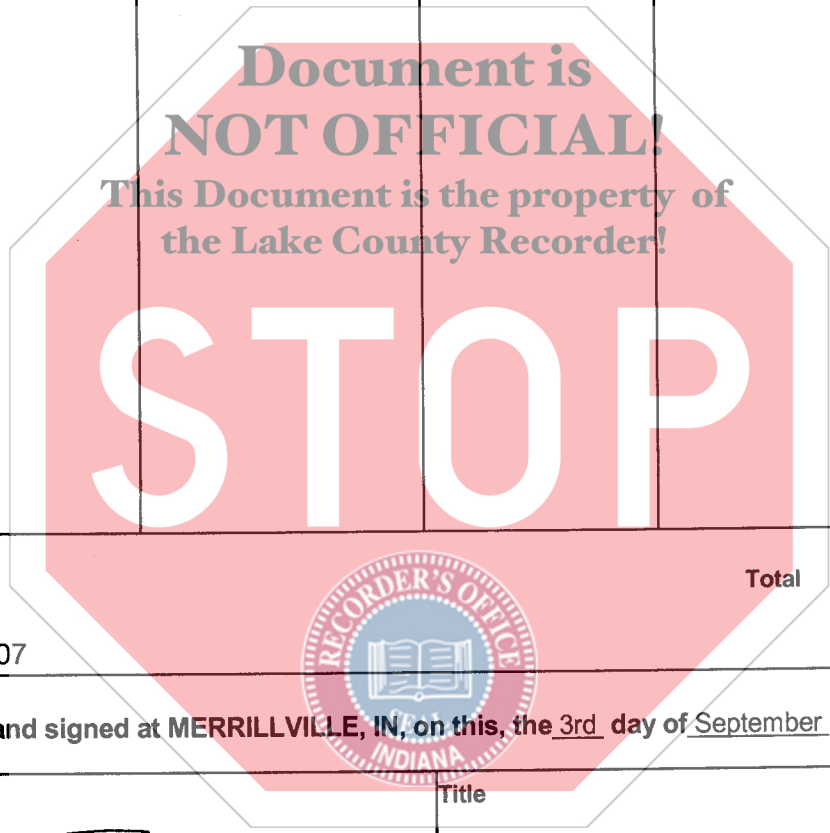 Document is
NOT OFFICIAL!
This Document is the property of
the Lake County Recorder!
STOP
Total
07
RECORDER'S OFFICE
SEAL
INDIANA
and signed at MERRILLVILLE, IN, on this, the 3rd day of September
Title